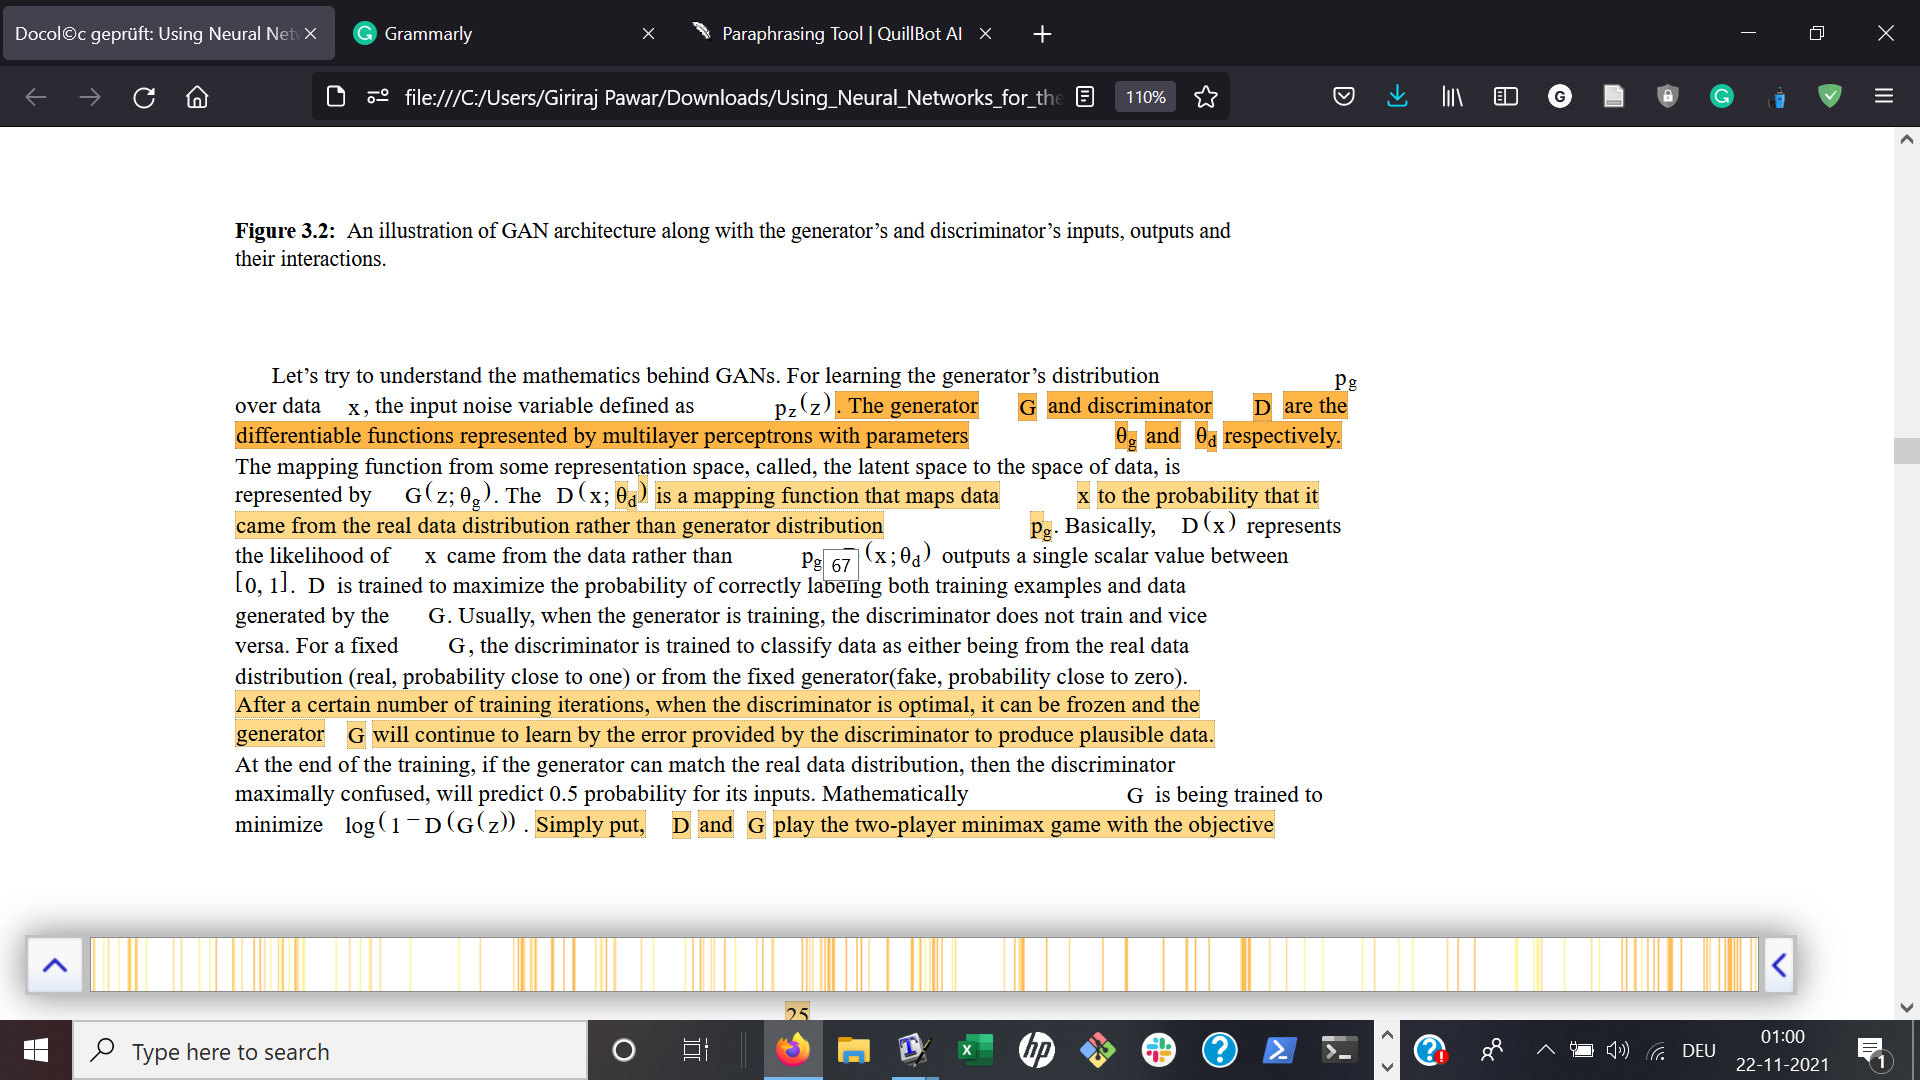 Docol©c geprüft: Using Neural Netw
Grammarly
Paraphrasing Tool | QuillBot AI
file:///C:/Users/Giriraj Pawar/Downloads/Using_Neural_Networks_for_the
110%
Figure 3.2: An illustration of GAN architecture along with the generator’s and discriminator’s inputs, outputs and
their interactions.
Let’s try to understand the mathematics behind GANs. For learning the generator’s distribution pg
over data x, the input noise variable defined as pz(z). The generator G and discriminator D are the
differentiable functions represented by multilayer perceptrons with parameters θg and θd respectively.
The mapping function from some representation space, called, the latent space to the space of data, is
represented by G(z; θg). The D(x; θd) is a mapping function that maps data x to the probability that it
came from the real data distribution rather than generator distribution pg. Basically, D(x) represents
the likelihood of x came from the data rather than pg (x;θd) outputs a single scalar value between
67
[0, 1]. D is trained to maximize the probability of correctly labeling both training examples and data
generated by the G. Usually, when the generator is training, the discriminator does not train and vice
versa. For a fixed G, the discriminator is trained to classify data as either being from the real data
distribution (real, probability close to one) or from the fixed generator(fake, probability close to zero).
After a certain number of training iterations, when the discriminator is optimal, it can be frozen and the
generator G will continue to learn by the error provided by the discriminator to produce plausible data.
At the end of the training, if the generator can match the real data distribution, then the discriminator
maximally confused, will predict 0.5 probability for its inputs. Mathematically G is being trained to
minimize log(1−D(G(z)) . Simply put, D and G play the two-player minimax game with the objective
25
Type here to search
DEU
01:00
22-11-2021
1